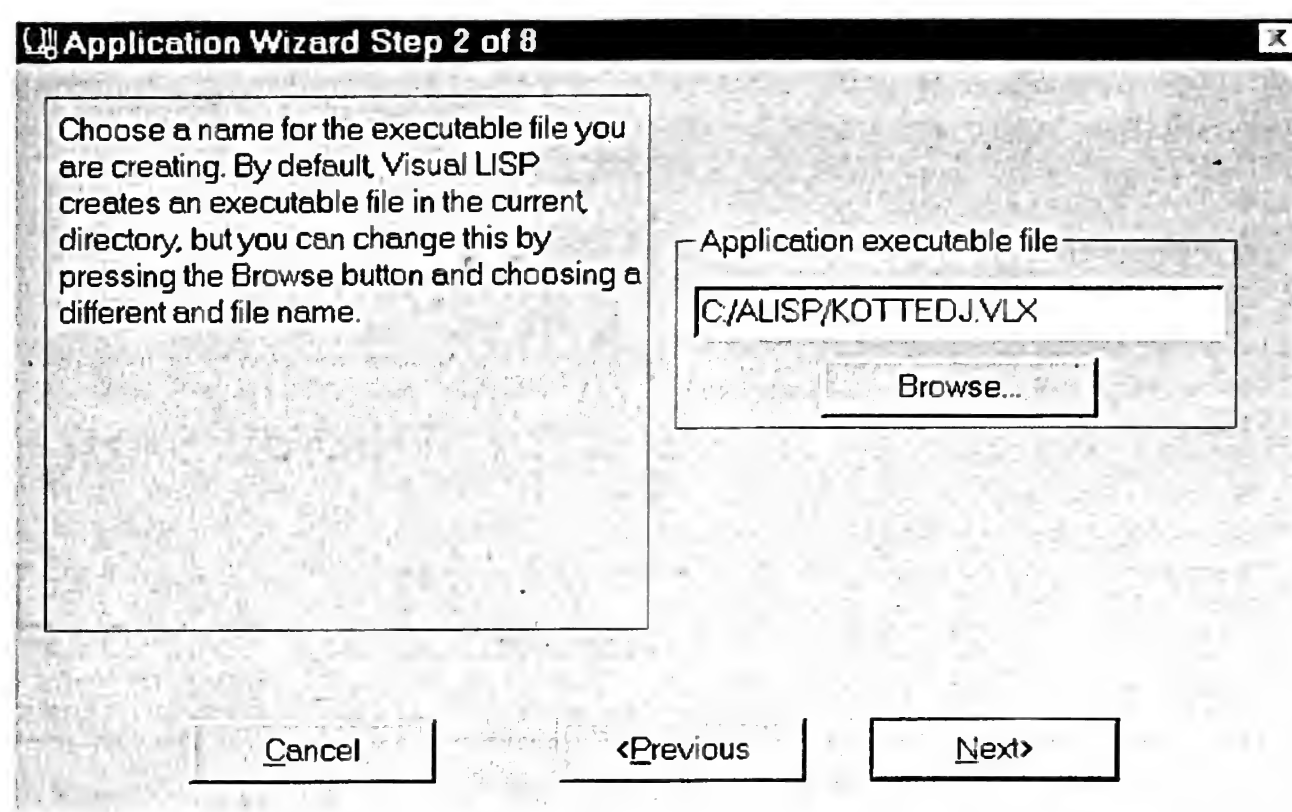 Application Wizard Step 2 of 8
Choose a name for the executable file you
are creating. By default, Visual LISP
creates an executable file in the current
directory, but you can change this by
pressing the Browse button and choosing a
different and file name.
Application executable file
C:/ALISP/KOTTEDJ.VLX
Browse...
Cancel
<Previous
Next>